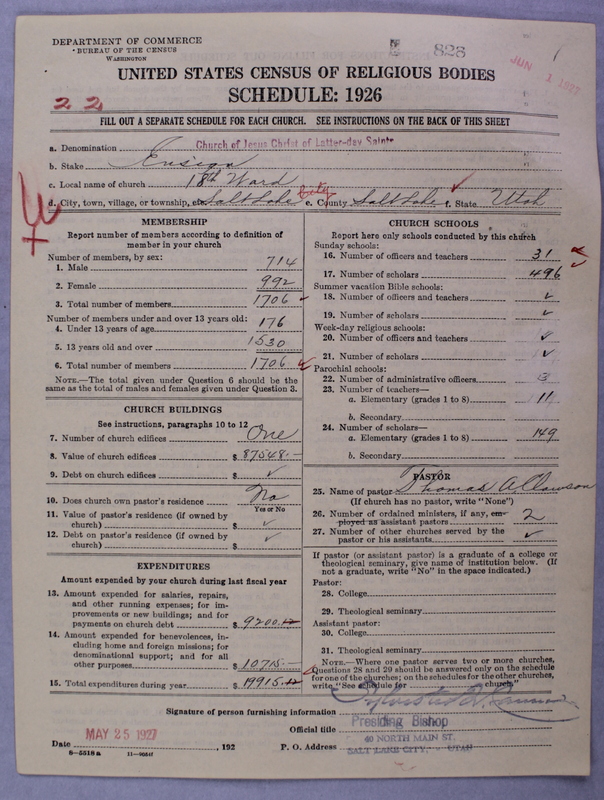 DEPARTMENT OF COMMERCE
BUREAU OF THE CENSUS
WASHINGTON
828
JUN 1 1927
UNITED STATES CENSUS OF RELIGIOUS BODIES
SCHEDULE: 1926
22
FILL OUT A SEPARATE SCHEDULE FOR EACH CHURCH. SEE INSTRUCTIONS ON THE BACK OF THIS SHEET
a. Denomination Church of Jesus Christ of Latter-day Saints
b. Stake Ensign
c. Local name of church 18th Ward
d. City, town, village, or township, etc. Salt Lake City e. County Salt Lake f. State Utah
MEMBERSHIP
Report number of members according to definition of
member in your church
Number of members, by sex:
1. Male 714
2. Female 992
3. Total number of members 1706
Number of members under and over 13 years old:
4. Under 13 years of age 176
5. 13 years old and over 1530
6. Total number of members 1706
NOTE.—The total given under Question 6 should be the
same as the total of males and females given under Question 3.
CHURCH BUILDINGS
See instructions, paragraphs 10 to 12
7. Number of church edifices One
8. Value of church edifices $ 87548.—
9. Debt on church edifices $ ✓
10. Does church own pastor's residence No
Yes or No
11. Value of pastor's residence (if owned by
church) $ ✓
12. Debt on pastor's residence (if owned by
church) $ ✓
EXPENDITURES
Amount expended by your church during last fiscal year
13. Amount expended for salaries, repairs,
and other running expenses; for im-
provements or new buildings; and for
payments on church debt $ 9200.12
14. Amount expended for benevolences, in-
cluding home and foreign missions; for
denominational support; and for all
other purposes $ 10715.—
15. Total expenditures during year $ 19915.12
CHURCH SCHOOLS
Report here only schools conducted by this church
Sunday schools:
16. Number of officers and teachers 31
17. Number of scholars 496
Summer vacation Bible schools:
18. Number of officers and teachers ✓
19. Number of scholars ✓
Week-day religious schools:
20. Number of officers and teachers ✓
21. Number of scholars ✓
Parochial schools:
22. Number of administrative officers 3
23. Number of teachers—
a. Elementary (grades 1 to 8) 11
b. Secondary
24. Number of scholars—
a. Elementary (grades 1 to 8) 149
b. Secondary
PASTOR
25. Name of pastor Thomas A Clawson
(If church has no pastor, write "None")
26. Number of ordained ministers, if any, em-
ployed as assistant pastors 2
27. Number of other churches served by the
pastor or his assistants ✓
If pastor (or assistant pastor) is a graduate of a college or
theological seminary, give name of institution below. (If
not a graduate, write "No" in the space indicated.)
Pastor:
28. College
29. Theological seminary
Assistant pastor:
30. College
31. Theological seminary
NOTE.—Where one pastor served two or more churches,
Questions 28 and 29 should be answered only on the schedule
for one of the churches; on the schedules for the other churches,
write "See schedule for church"
Signature of person furnishing information Sylvester Q. Cannon
Official title Presiding Bishop
Date MAY 25 1927, 192 P. O. Address 40 NORTH MAIN ST.
SALT LAKE CITY, UTAH
8—5518a